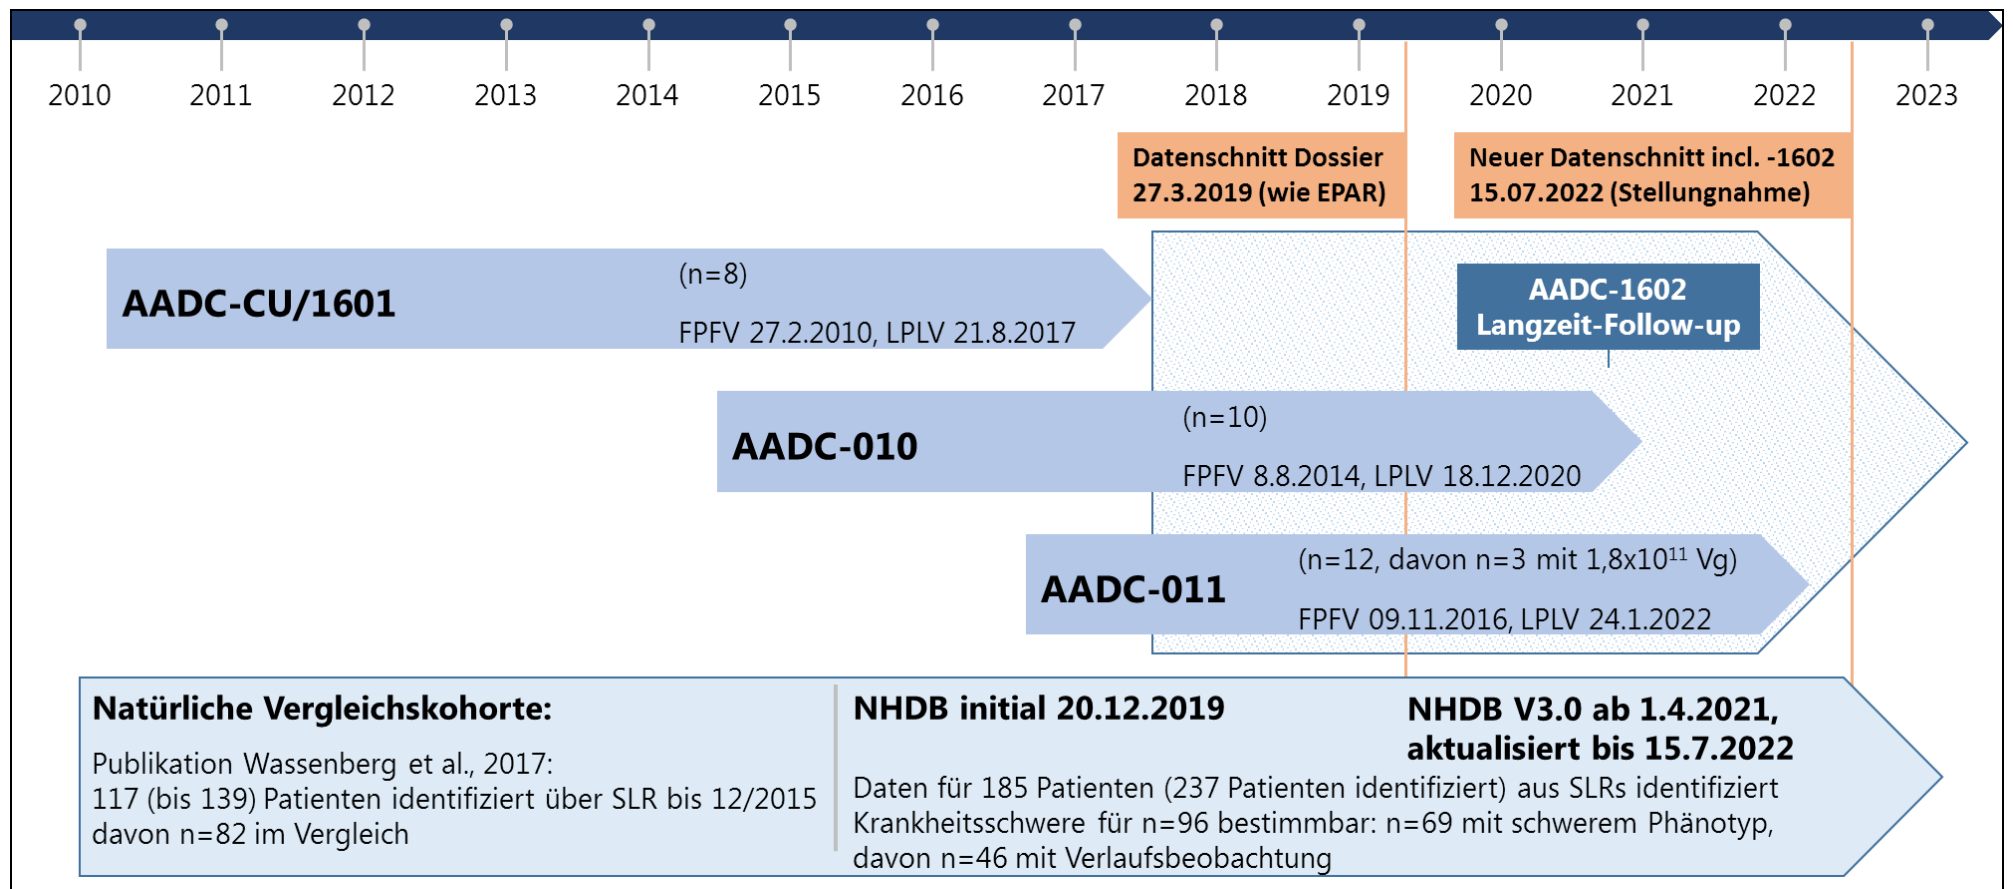 2010 2011 2012 2013 2014 2015 2016 2017 2018 2019 2020 2021 2022 2023
Datenschnitt Dossier
27.3.2019 (wie EPAR)
Neuer Datenschnitt incl. -1602
15.07.2022 (Stellungnahme)
AADC-CU/1601
(n=8)
FPFV 27.2.2010, LPLV 21.8.2017
AADC-1602
Langzeit-Follow-up
AADC-010
(n=10)
FPFV 8.8.2014, LPLV 18.12.2020
AADC-011
(n=12, davon n=3 mit 1,8x10¹¹ Vg)
FPFV 09.11.2016, LPLV 24.1.2022
Natürliche Vergleichskohorte:
Publikation Wassenberg et al., 2017:
117 (bis 139) Patienten identifiziert über SLR bis 12/2015
davon n=82 im Vergleich
NHDB initial 20.12.2019
NHDB V3.0 ab 1.4.2021,
aktualisiert bis 15.7.2022
Daten für 185 Patienten (237 Patienten identifiziert) aus SLRs identifiziert
Krankheitsschwere für n=96 bestimmbar: n=69 mit schwerem Phänotyp,
davon n=46 mit Verlaufsbeobachtung